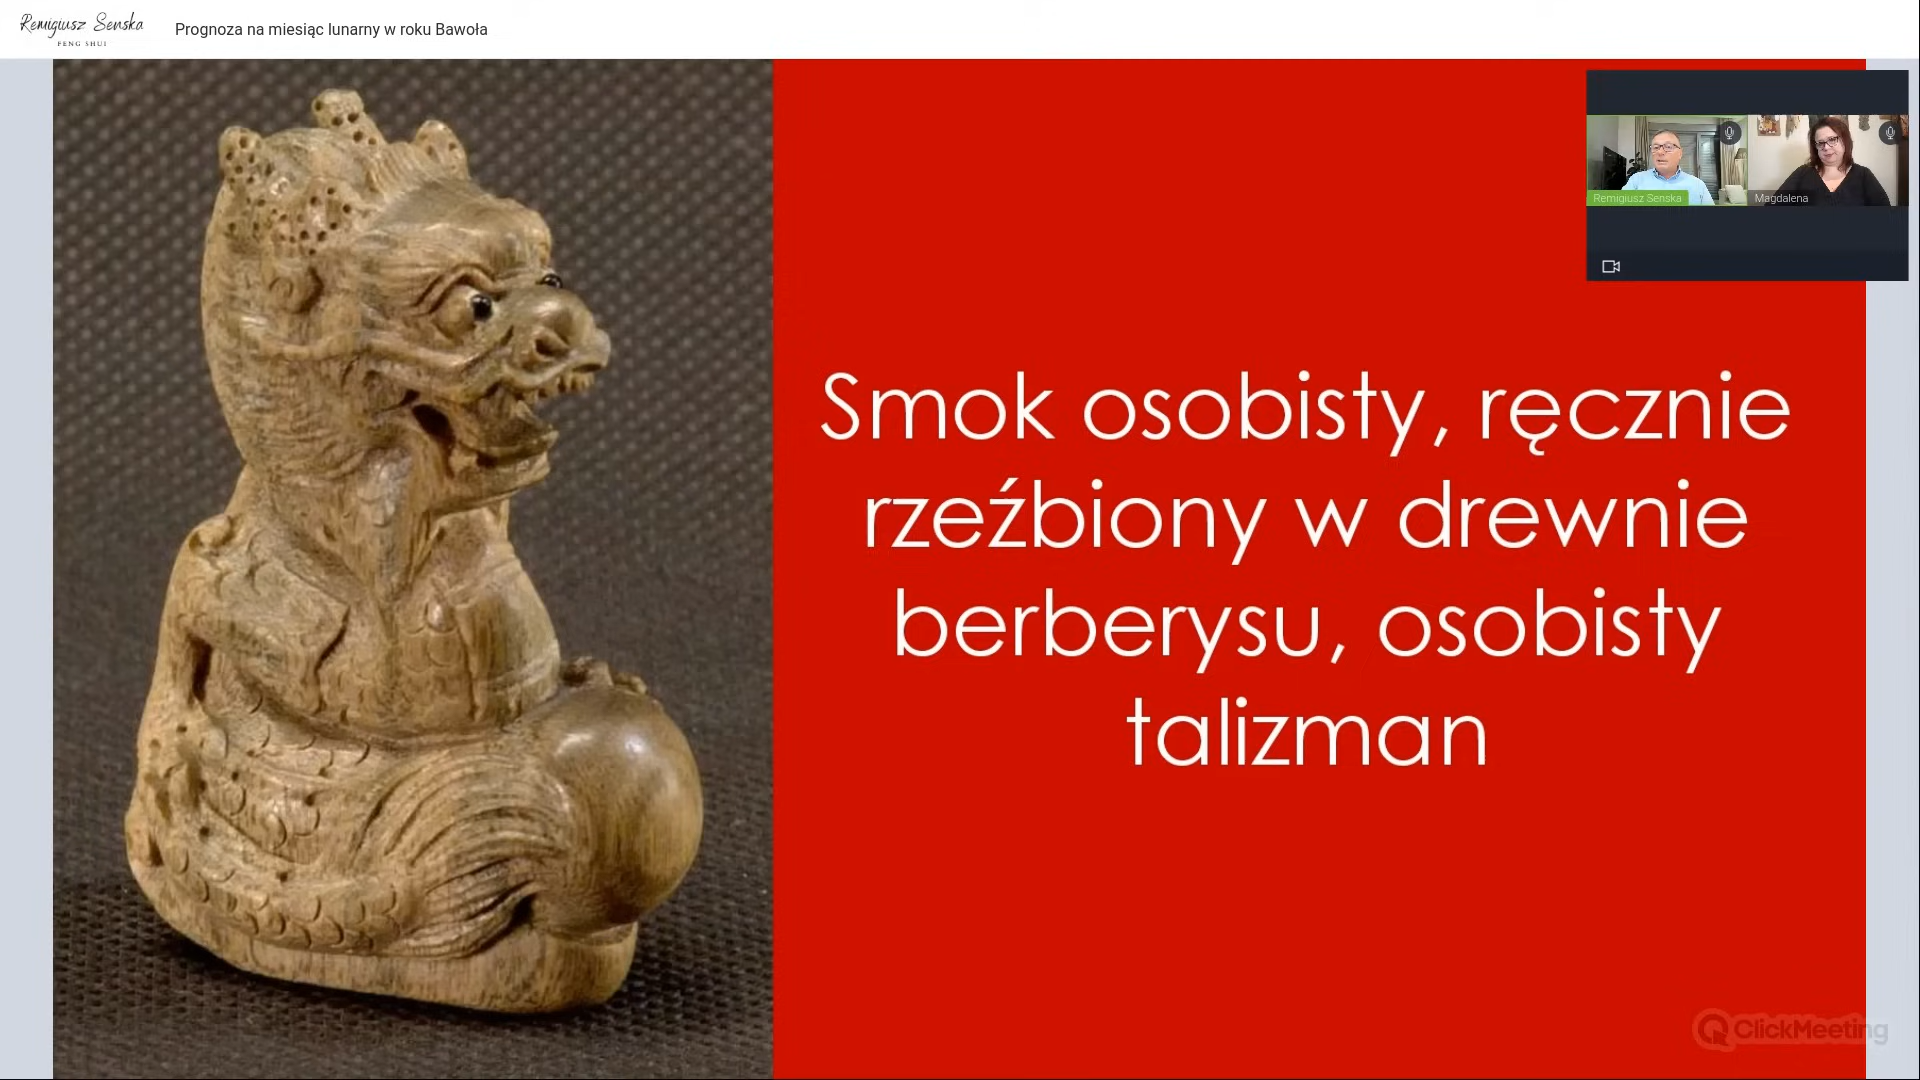 Remigiusz Senska
FENG SHUI
Prognoza na miesiąc lunarny w roku Bawoła
Remigiusz Senska
Magdalena
Smok osobisty, ręcznie
rzeźbiony w drewnie
berberysu, osobisty
talizman
ClickMeeting